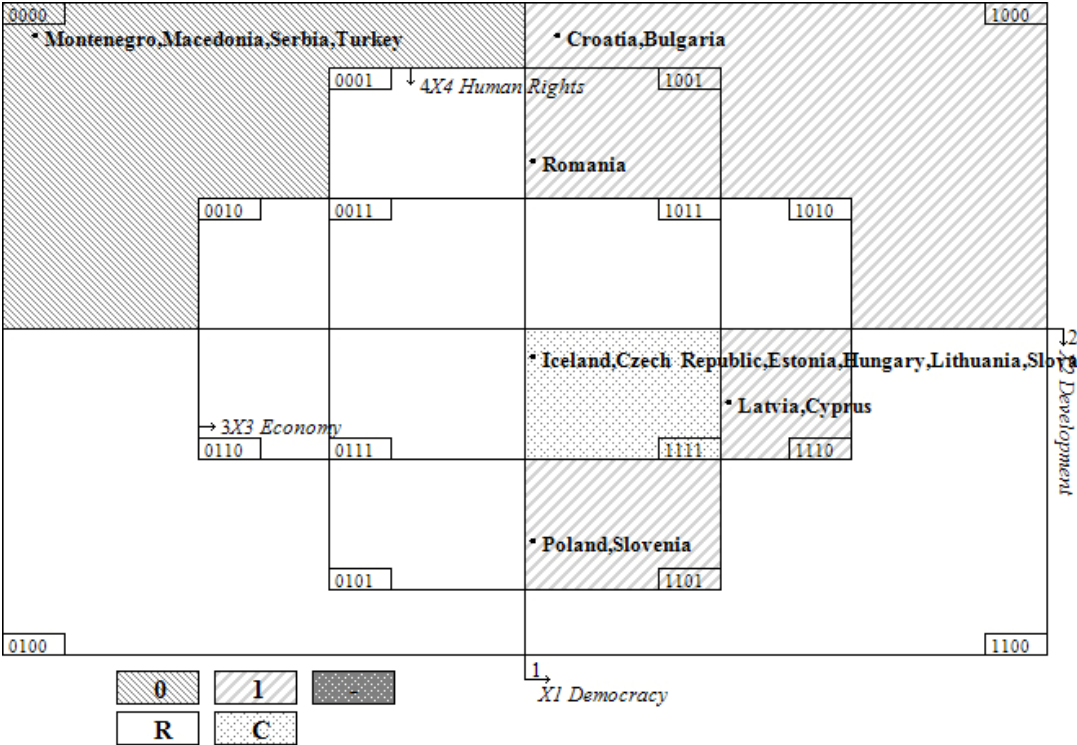 0000
1000
Montenegro,Macedonia,Serbia,Turkey
Croatia,Bulgaria
0001
4X4 Human Rights
1001
Romania
0010
0011
1011
1010
2
X2 Development
Iceland,Czech Republic,Estonia,Hungary,Lithuania,Slova
Latvia,Cyprus
3X3 Economy
0110
0111
1111
1110
Poland,Slovenia
0101
1101
0100
1100
1
X1 Democracy
0
1
-
R
C